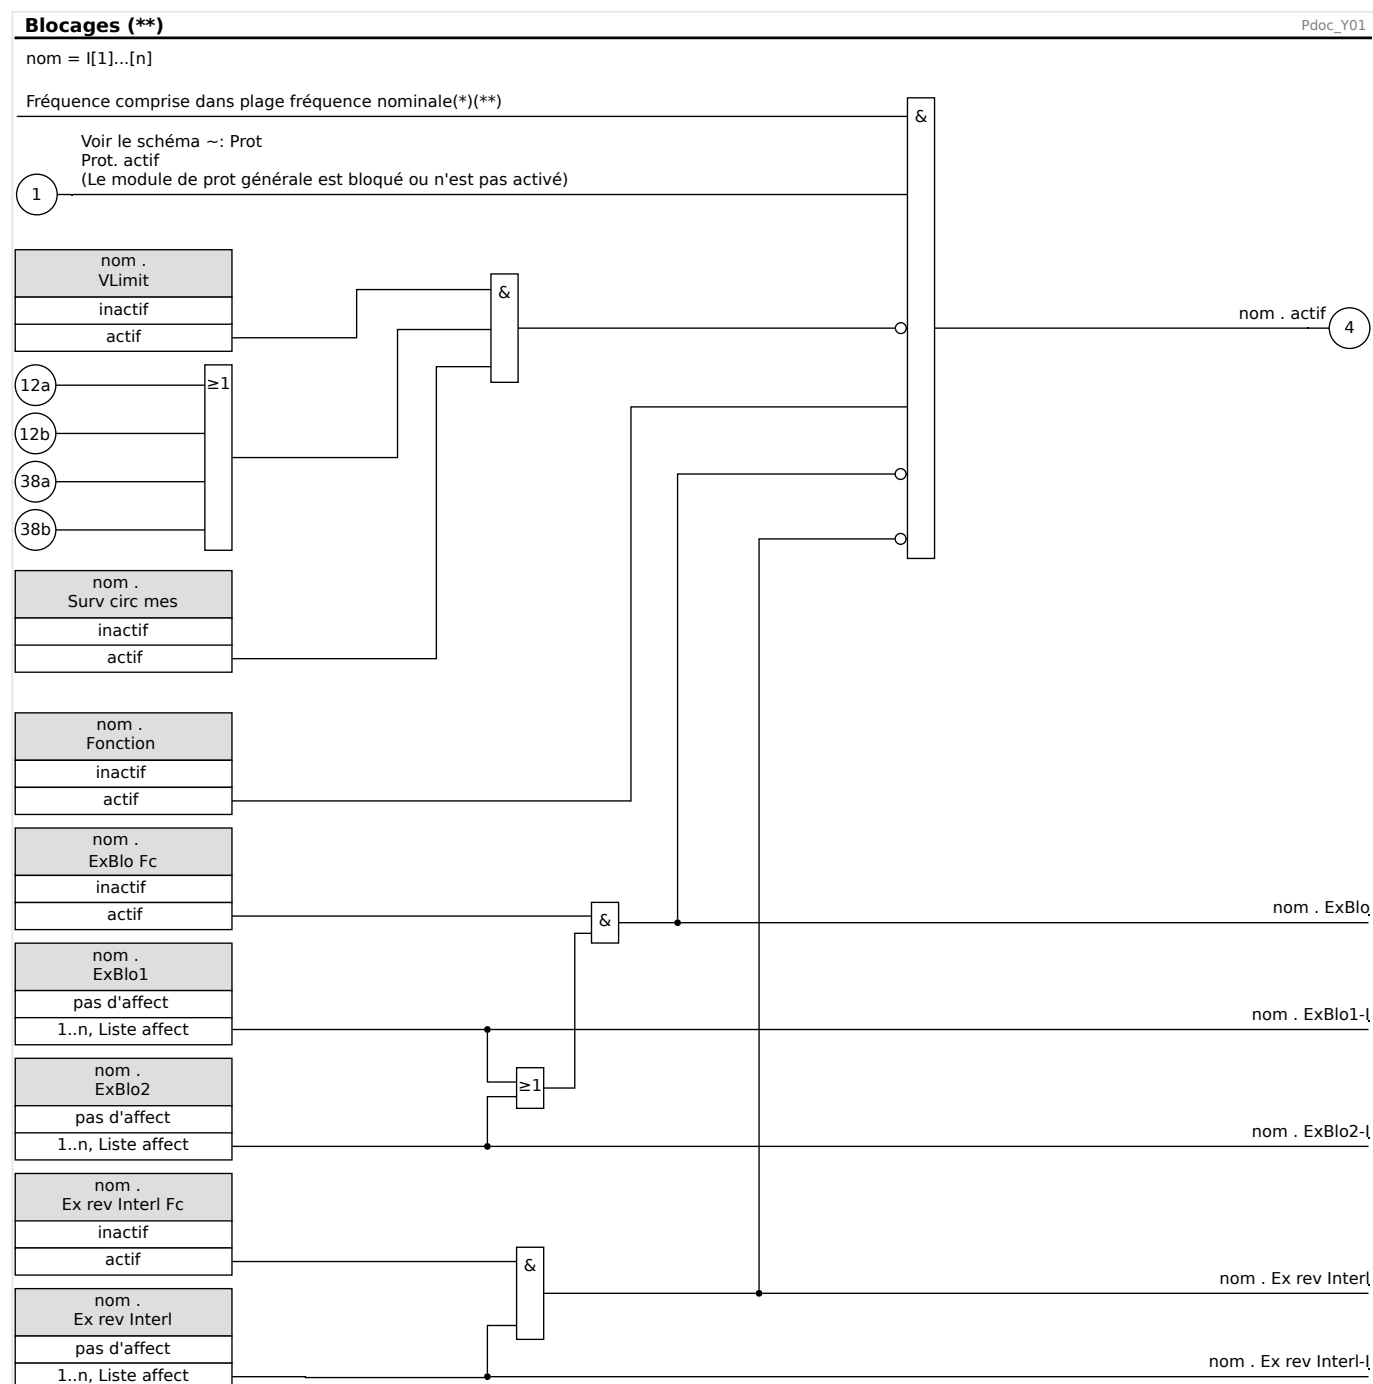 Blocages (**)
Pdoc_Y01
nom = I[1]...[n]
Fréquence comprise dans plage fréquence nominale(*)(**)
&
Voir le schéma ~: Prot
Prot. actif
(Le module de prot générale est bloqué ou n'est pas activé)
1
nom .
VLimit
inactif
actif
&
nom . actif
4
12a
≥1
12b
38a
38b
nom .
Surv circ mes
inactif
actif
nom .
Fonction
inactif
actif
nom .
ExBlo Fc
inactif
actif
&
nom . ExBlo
nom .
ExBlo1
pas d'affect
1..n, Liste affect
nom . ExBlo1-I
nom .
ExBlo2
≥1
pas d'affect
1..n, Liste affect
nom . ExBlo2-I
nom .
Ex rev Interl Fc
inactif
actif
&
nom . Ex rev Interl
nom .
Ex rev Interl
pas d'affect
1..n, Liste affect
nom . Ex rev Interl-I